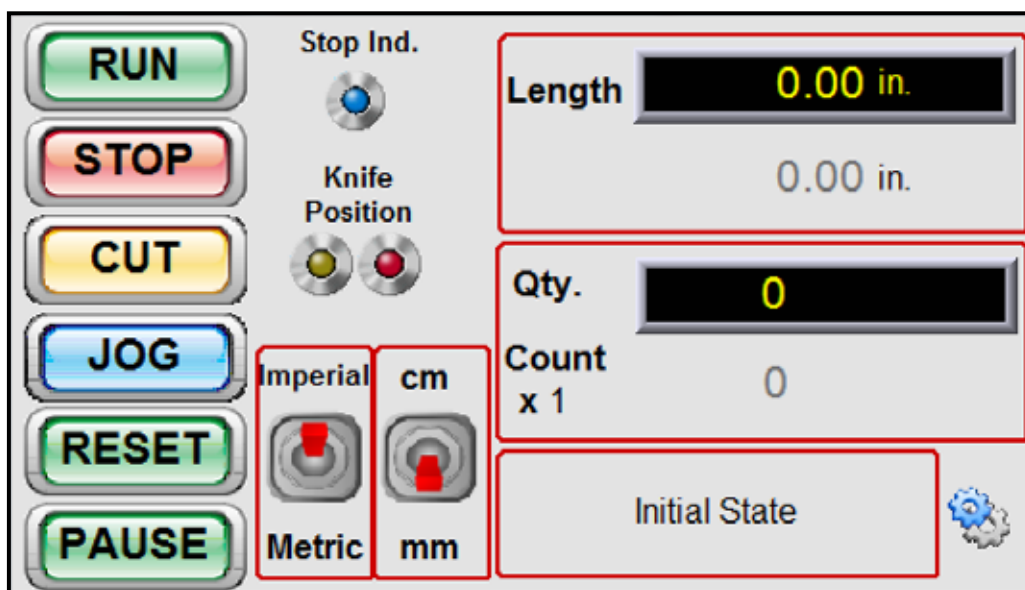 RUN
STOP
CUT
JOG
RESET
PAUSE
Stop Ind.
Knife
Position
Imperial
Metric
cm
mm
Length
0.00 in.
0.00 in.
Qty.
0
Count
x 1
0
Initial State